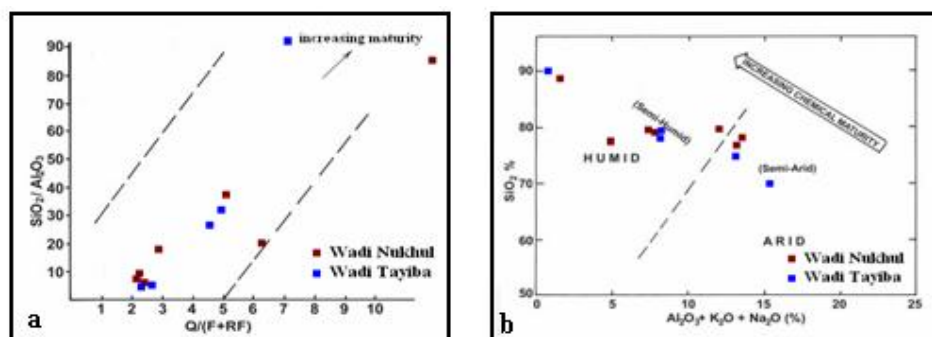 increasing maturity
SiO₂/ Al₂O₃
90
80
70
60
50
40
30
20
10
Wadi Nukhul
Wadi Tayiba
1 2 3 4 5 6 7 8 9 10
Q/(F+RF)
a
SiO₂ %
90
80
70
60
50
INCREASING CHEMICAL MATURITY
(Semi-Humid)
HUMID
(Semi-Arid)
ARID
Wadi Nukhul
Wadi Tayiba
0 5 10 15 20 25
Al₂O₃+ K₂O + Na₂O (%)
b